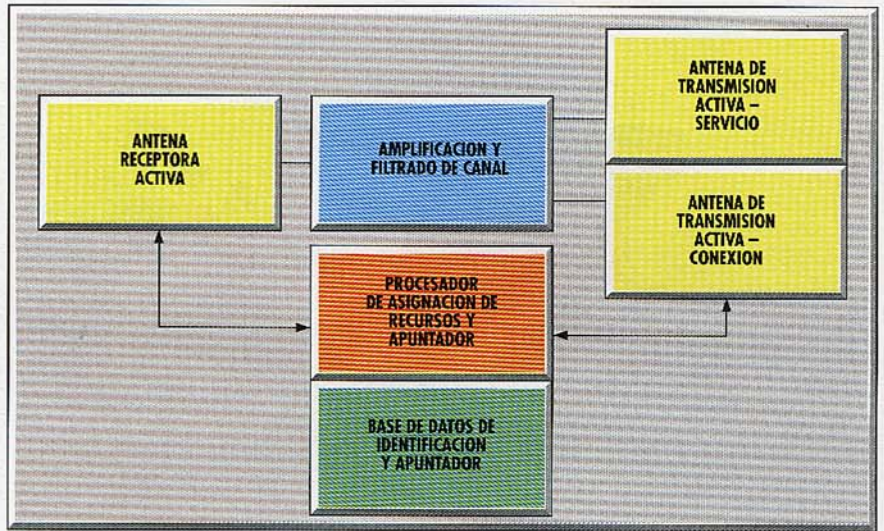 ANTENA
RECEPTORA
ACTIVA
AMPLIFICACION Y
FILTRADO DE CANAL
ANTENA DE
TRANSMISION
ACTIVA –
SERVICIO
ANTENA DE
TRANSMISION
ACTIVA –
CONEXION
PROCESADOR
DE ASIGNACION DE
RECURSOS Y
APUNTADOR
BASE DE DATOS DE
IDENTIFICACION
Y APUNTADOR